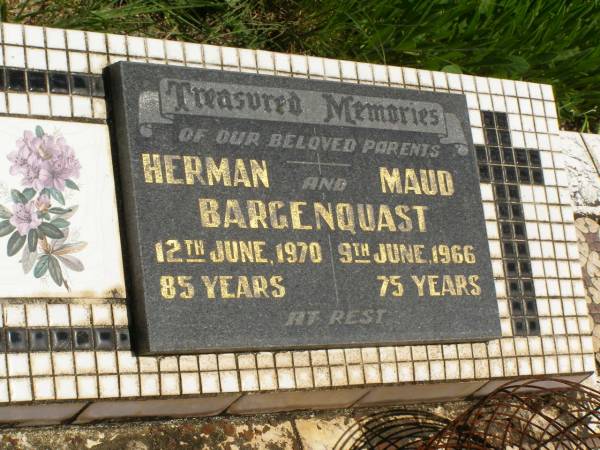 Treasured Memories
OF OUR BELOVED PARENTS
HERMAN AND MAUD
BARGENQUAST
12TH JUNE, 1970 9TH JUNE, 1966
85 YEARS 75 YEARS
AT REST